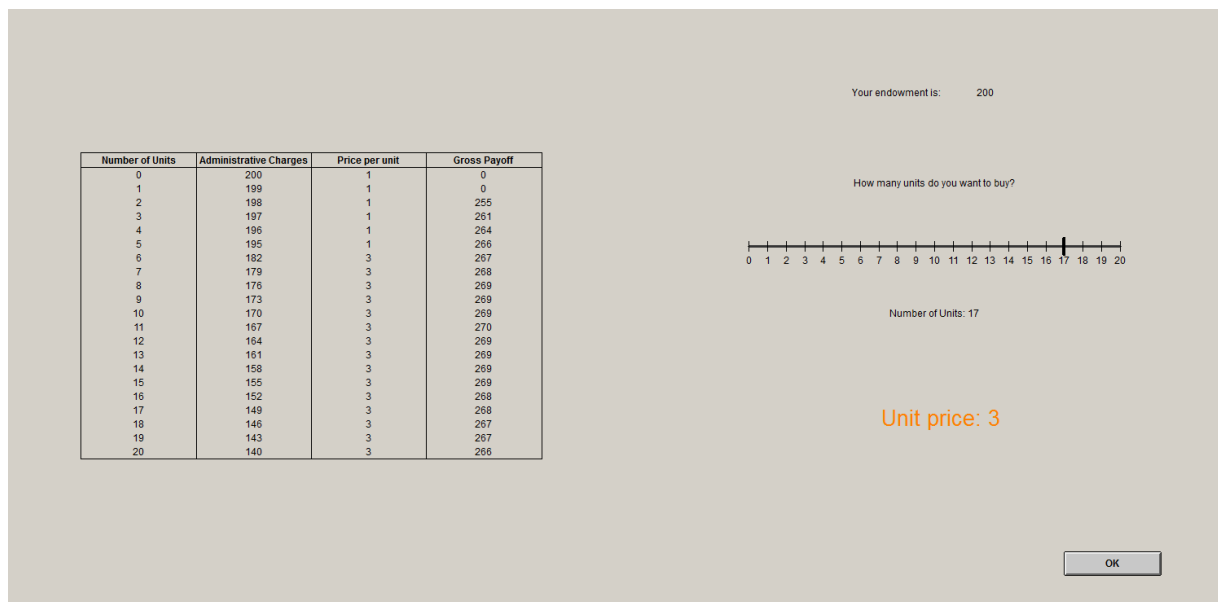 Your endowment is: 200
Number of Units Administrative Charges Price per unit Gross Payoff
0 200 1 0
1 199 1 0
2 198 1 255
3 197 1 261
4 196 1 264
5 195 1 266
6 182 3 267
7 179 3 268
8 176 3 269
9 173 3 269
10 170 3 269
11 167 3 270
12 164 3 269
13 161 3 269
14 158 3 269
15 155 3 269
16 152 3 268
17 149 3 268
18 146 3 267
19 143 3 267
20 140 3 266
How many units do you want to buy?
0 1 2 3 4 5 6 7 8 9 10 11 12 13 14 15 16 17 18 19 20
Number of Units: 17
Unit price: 3
OK